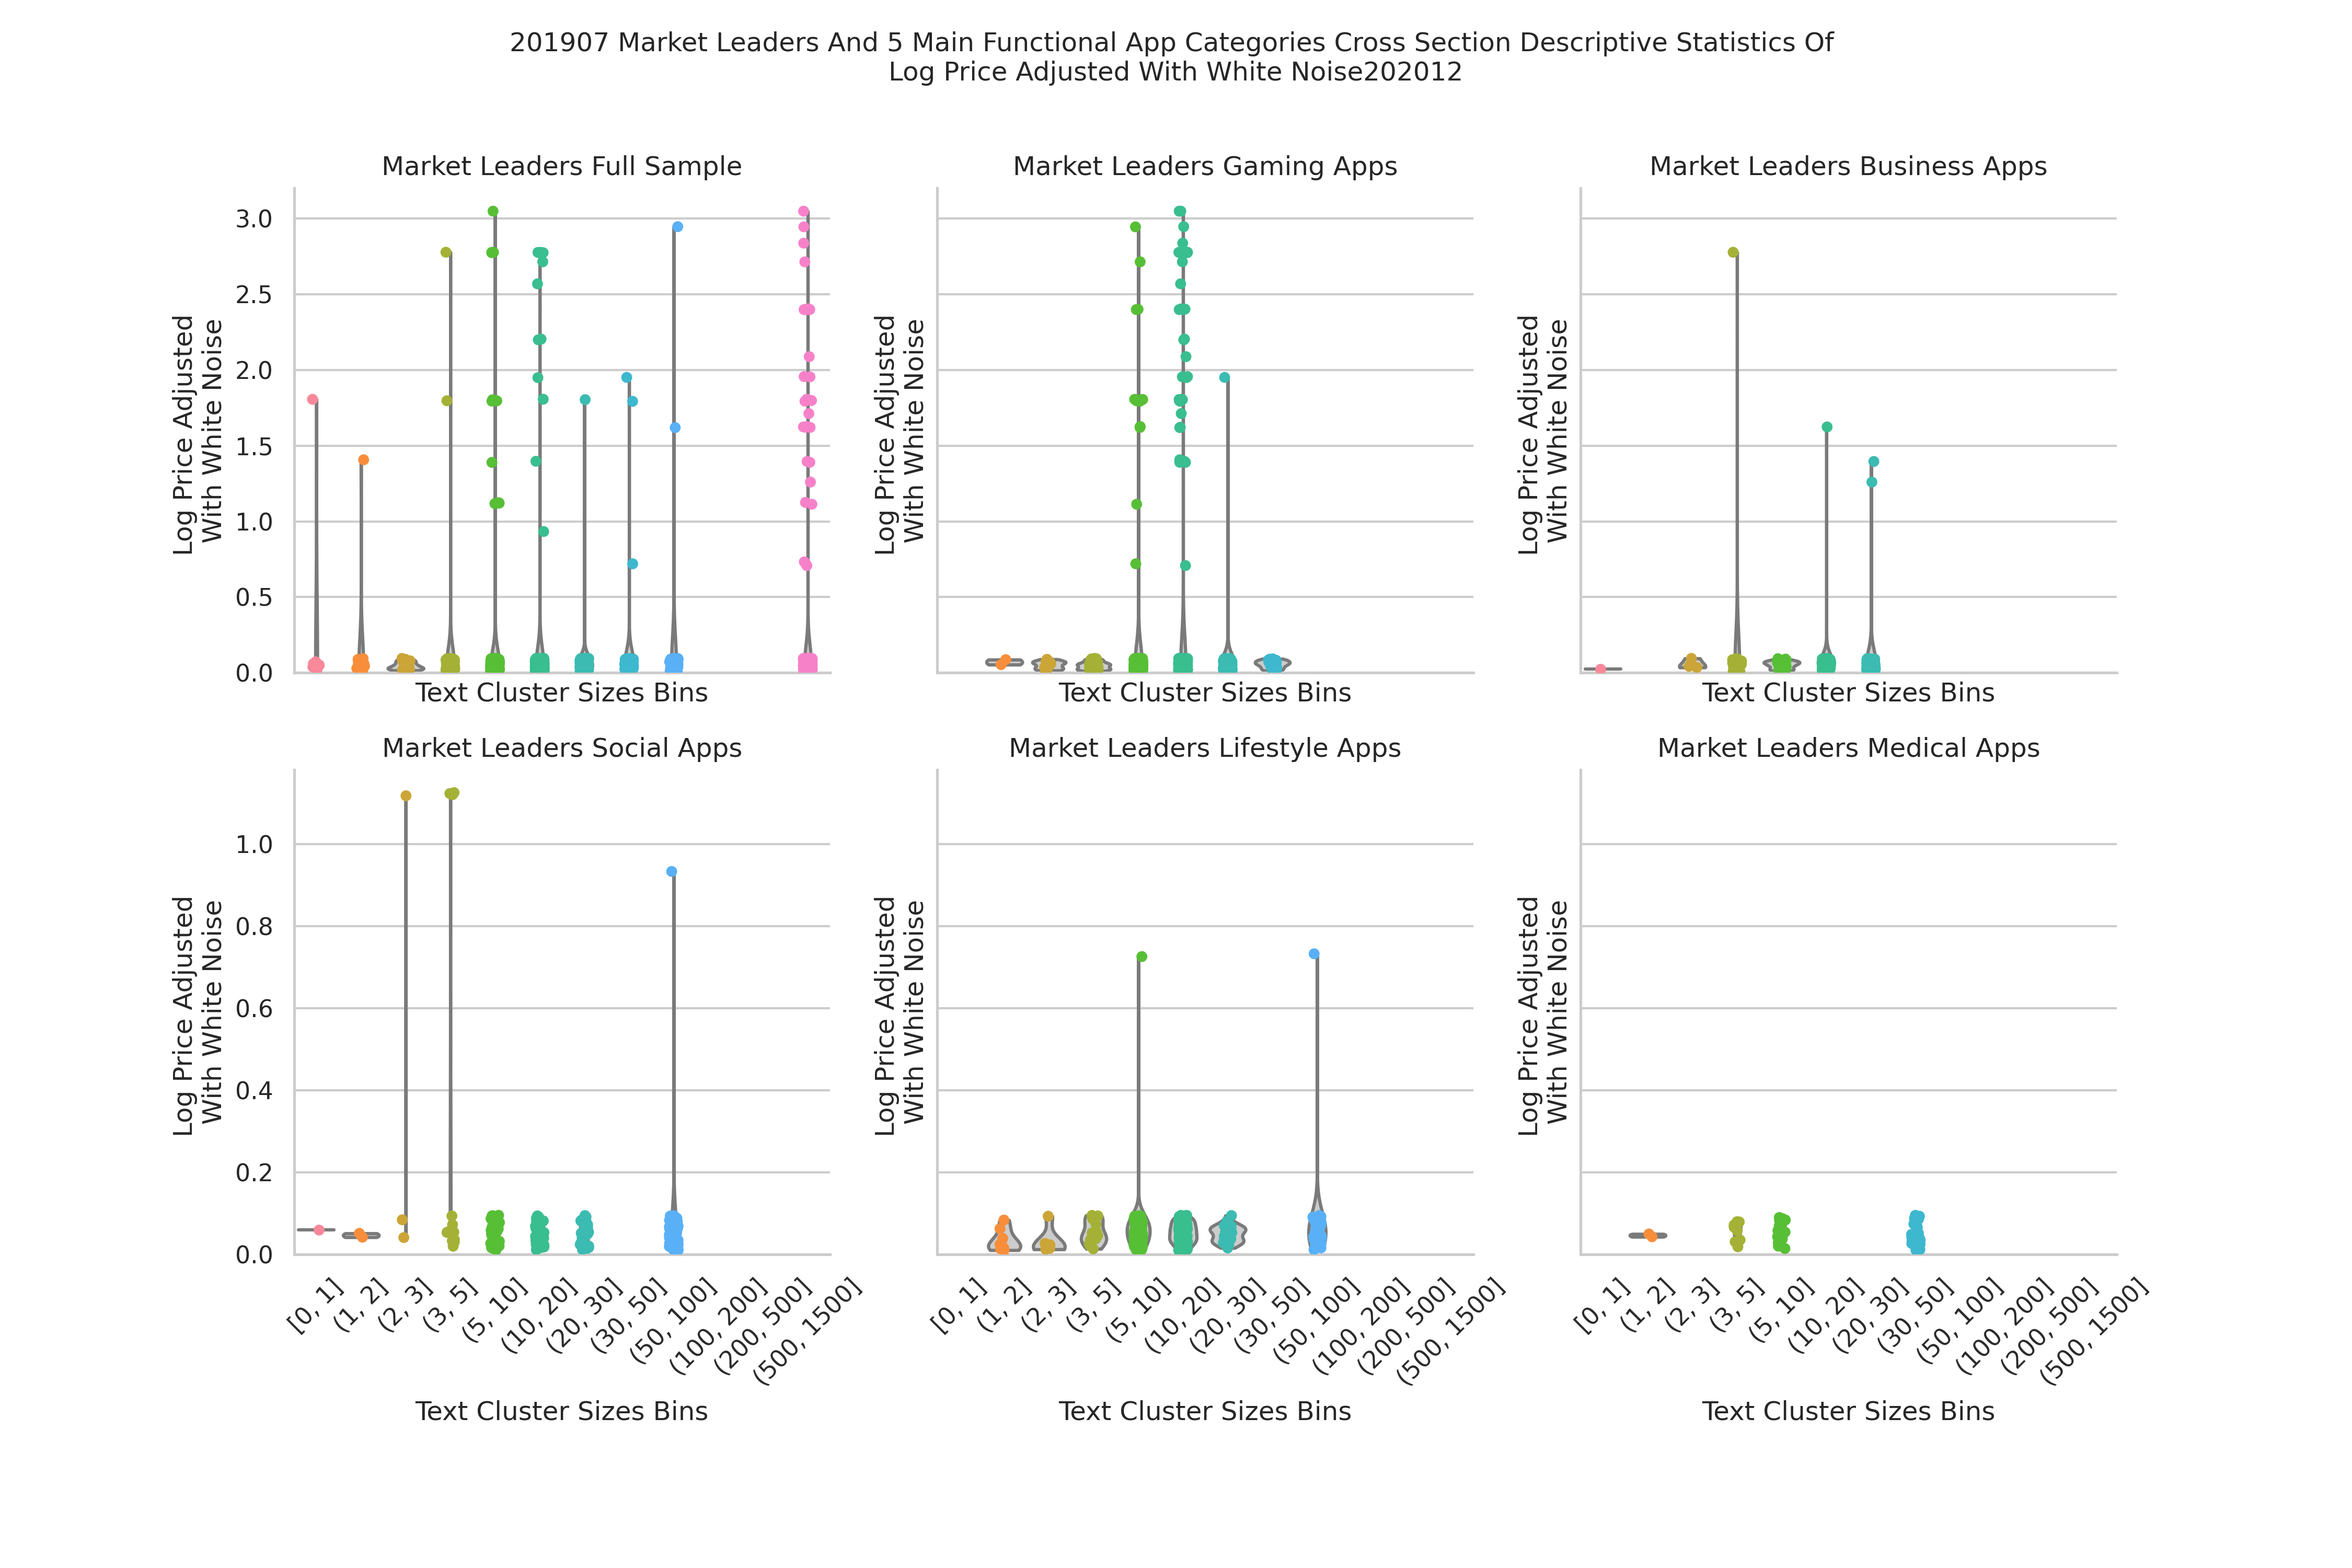 201907 Market Leaders And 5 Main Functional App Categories Cross Section Descriptive Statistics Of
Log Price Adjusted With White Noise202012
Market Leaders Full Sample
Log Price Adjusted
With White Noise
3.0
2.5
2.0
1.5
1.0
0.5
0.0
Text Cluster Sizes Bins
Market Leaders Gaming Apps
Log Price Adjusted
With White Noise
Text Cluster Sizes Bins
Market Leaders Business Apps
Log Price Adjusted
With White Noise
Text Cluster Sizes Bins
Market Leaders Social Apps
Log Price Adjusted
With White Noise
1.0
0.8
0.6
0.4
0.2
0.0
[0, 1]
(1, 2]
(2, 3]
(3, 5]
(5, 10]
(10, 20]
(20, 30]
(30, 50]
(50, 100]
(100, 200]
(200, 500]
(500, 1500]
Text Cluster Sizes Bins
Market Leaders Lifestyle Apps
Log Price Adjusted
With White Noise
[0, 1]
(1, 2]
(2, 3]
(3, 5]
(5, 10]
(10, 20]
(20, 30]
(30, 50]
(50, 100]
(100, 200]
(200, 500]
(500, 1500]
Text Cluster Sizes Bins
Market Leaders Medical Apps
Log Price Adjusted
With White Noise
[0, 1]
(1, 2]
(2, 3]
(3, 5]
(5, 10]
(10, 20]
(20, 30]
(30, 50]
(50, 100]
(100, 200]
(200, 500]
(500, 1500]
Text Cluster Sizes Bins